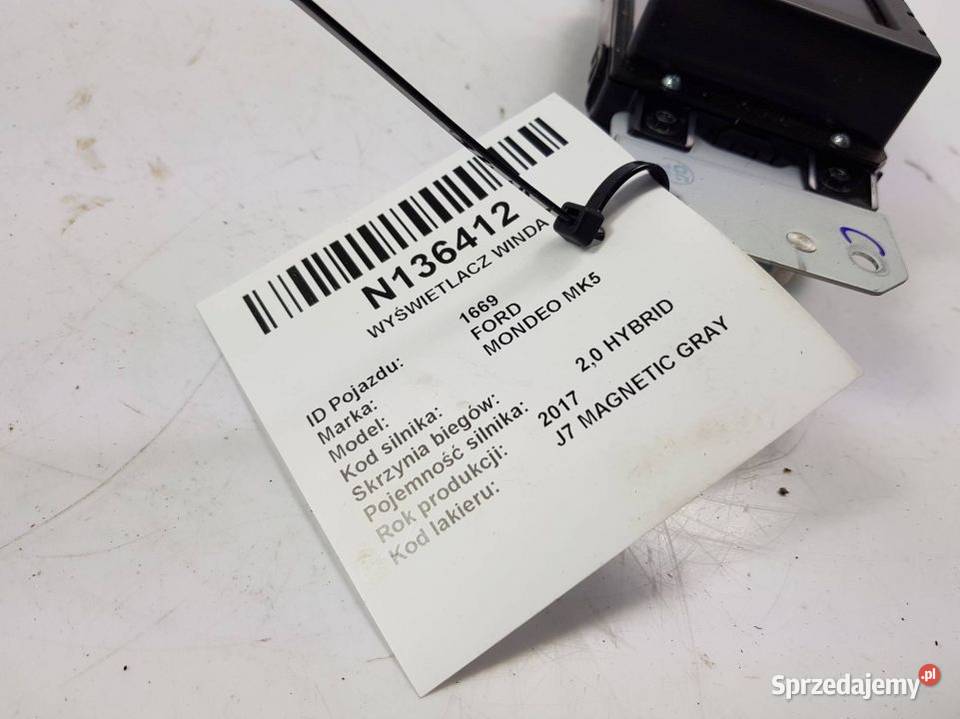 N136412
WYŚWIETLACZ WINDA
ID Pojazdu: 1669
Marka: FORD
Model: MONDEO MK5
Kod silnika:
Skrzynia biegów:
Pojemność silnika: 2,0 HYBRID
Rok produkcji: 2017
Kod lakieru: J7 MAGNETIC GRAY
C
Sprzedajemy.pl